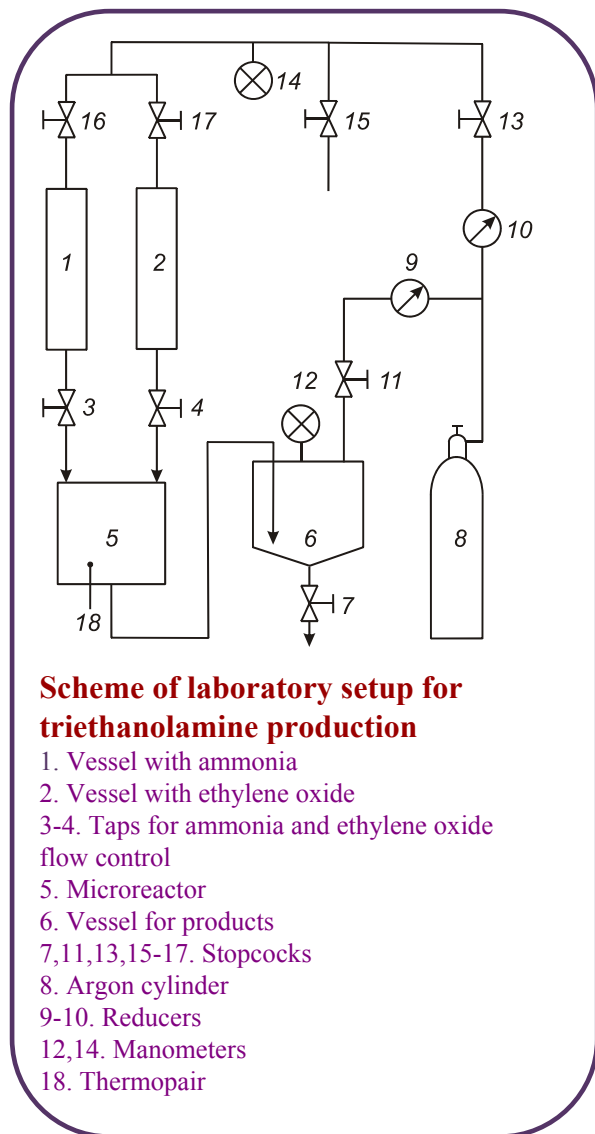 14
16
17
15
13
1
2
10
9
12
11
3
4
5
6
8
18
7
Scheme of laboratory setup for
triethanolamine production
1. Vessel with ammonia
2. Vessel with ethylene oxide
3-4. Taps for ammonia and ethylene oxide
flow control
5. Microreactor
6. Vessel for products
7,11,13,15-17. Stopcocks
8. Argon cylinder
9-10. Reducers
12,14. Manometers
18. Thermopair